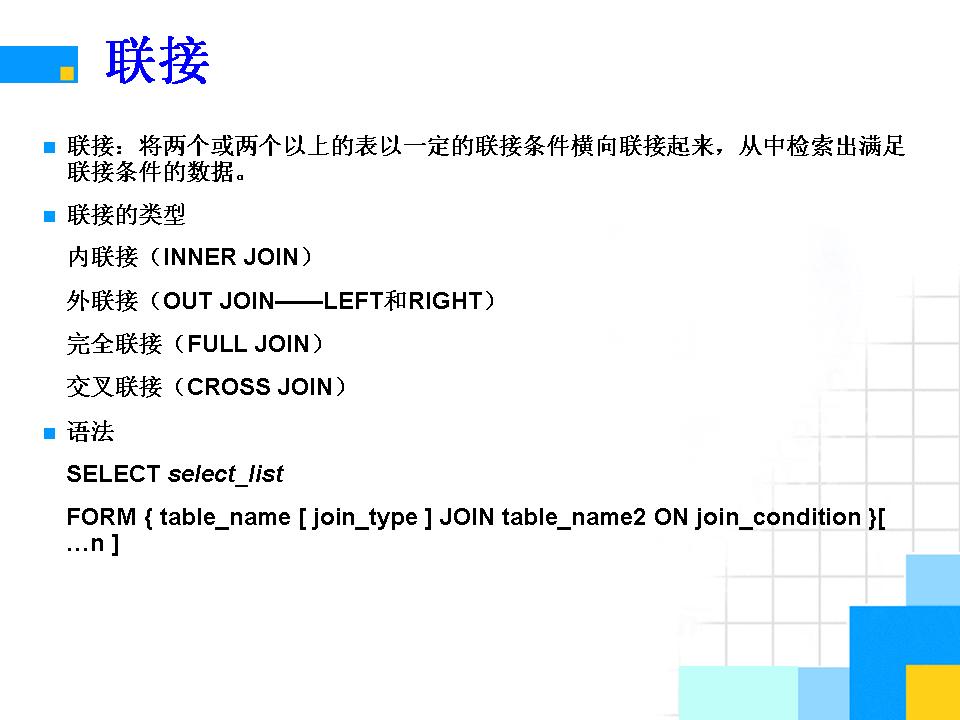 联接
联接：将两个或两个以上的表以一定的联接条件横向联接起来，从中检索出满足
联接条件的数据。
联接的类型
内联接（INNER JOIN）
外联接（OUT JOIN——LEFT和RIGHT）
完全联接（FULL JOIN）
交叉联接（CROSS JOIN）
语法
SELECT select_list
FORM { table_name [ join_type ] JOIN table_name2 ON join_condition }[
…n ]